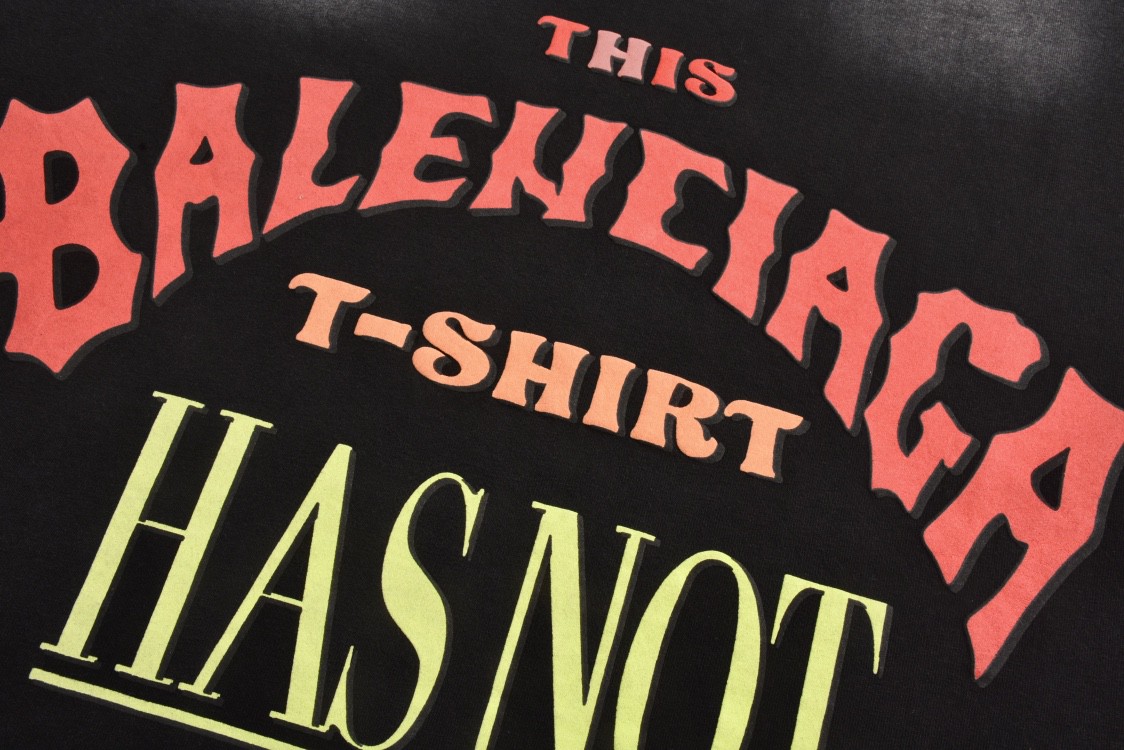 THIS
BALENCIAGA
T-SHIRT
HAS NOT